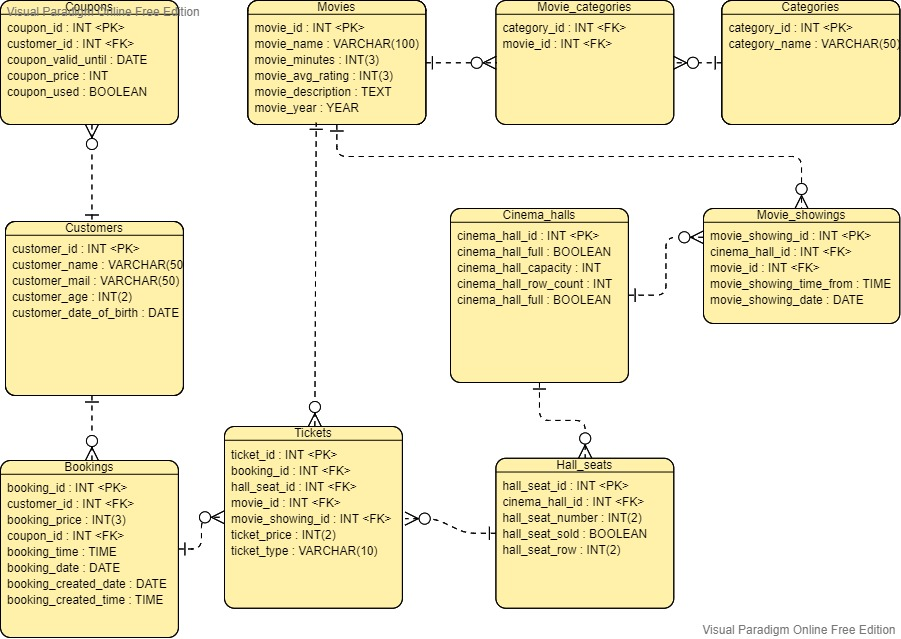 Visual Paradigm Online Free Edition
Coupons
coupon_id : INT <PK>
customer_id : INT <FK>
coupon_valid_until : DATE
coupon_price : INT
coupon_used : BOOLEAN
Movies
movie_id : INT <PK>
movie_name : VARCHAR(100)
movie_minutes : INT(3)
movie_avg_rating : INT(3)
movie_description : TEXT
movie_year : YEAR
Movie_categories
category_id : INT <FK>
movie_id : INT <FK>
Categories
category_id : INT <PK>
category_name : VARCHAR(50)
Customers
customer_id : INT <PK>
customer_name : VARCHAR(50
customer_mail : VARCHAR(50)
customer_age : INT(2)
customer_date_of_birth : DATE
Cinema_halls
cinema_hall_id : INT <PK>
cinema_hall_full : BOOLEAN
cinema_hall_capacity : INT
cinema_hall_row_count : INT
cinema_hall_full : BOOLEAN
Movie_showings
movie_showing_id : INT <PK>
cinema_hall_id : INT <FK>
movie_id : INT <FK>
movie_showing_time_from : TIME
movie_showing_date : DATE
Bookings
booking_id : INT <PK>
customer_id : INT <FK>
booking_price : INT(3)
coupon_id : INT <FK>
booking_time : TIME
booking_date : DATE
booking_created_date : DATE
booking_created_time : TIME
Tickets
ticket_id : INT <PK>
booking_id : INT <FK>
hall_seat_id : INT <FK>
movie_id : INT <FK>
movie_showing_id : INT <FK>
ticket_price : INT(2)
ticket_type : VARCHAR(10)
Hall_seats
hall_seat_id : INT <PK>
cinema_hall_id : INT <FK>
hall_seat_number : INT(2)
hall_seat_sold : BOOLEAN
hall_seat_row : INT(2)
Visual Paradigm Online Free Edition